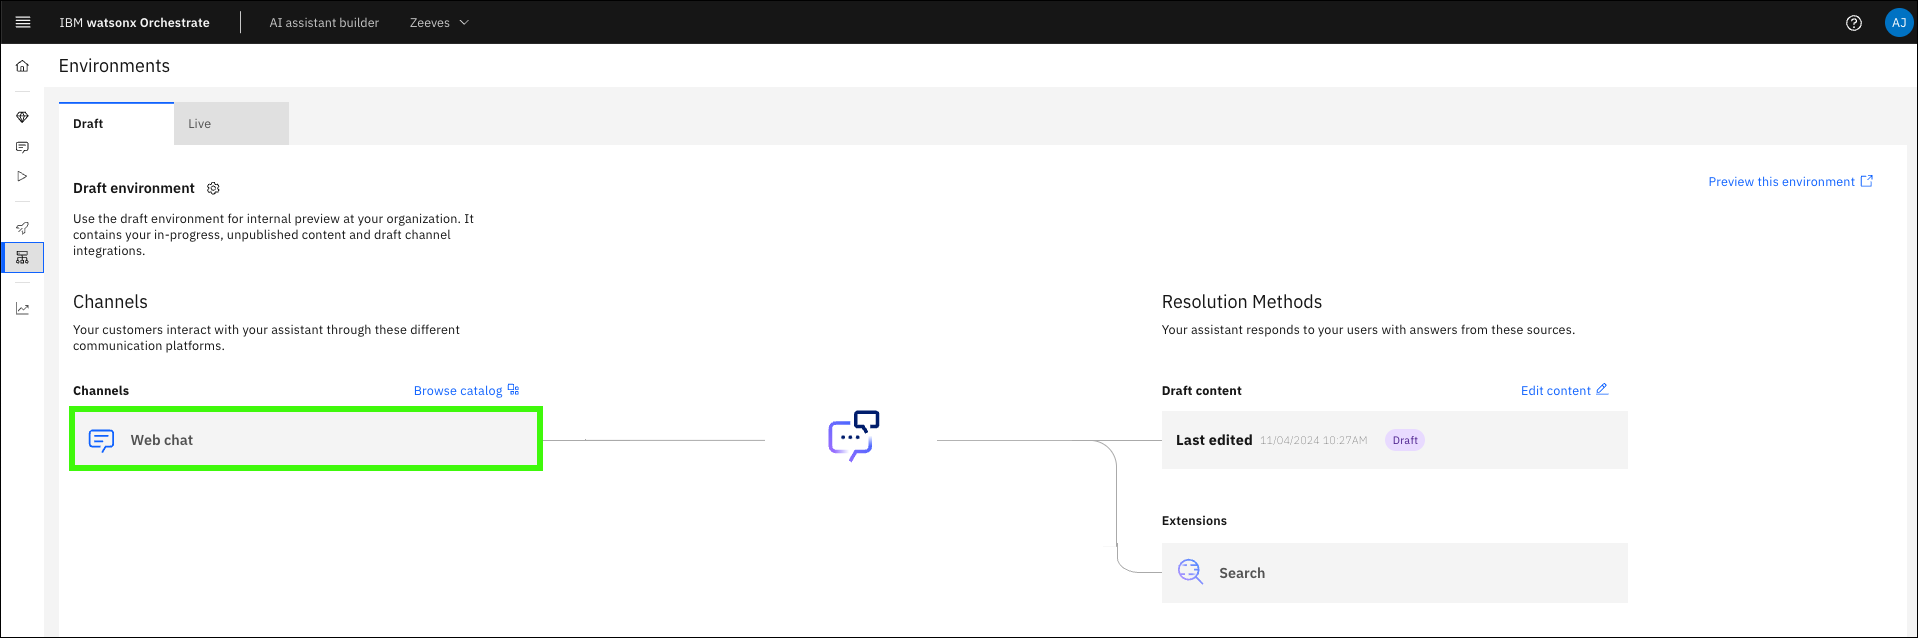 IBM watsonx Orchestrate
AI assistant builder
Zeeves
AJ
Environments
Draft
Live
Draft environment
Preview this environment
Use the draft environment for internal preview at your organization. It
contains your in-progress, unpublished content and draft channel
integrations.
Channels
Your customers interact with your assistant through these different
communication platforms.
Resolution Methods
Your assistant responds to your users with answers from these sources.
Channels
Browse catalog
Web chat
Draft content
Edit content
Last edited 11/04/2024 10:27AM Draft
Extensions
Search